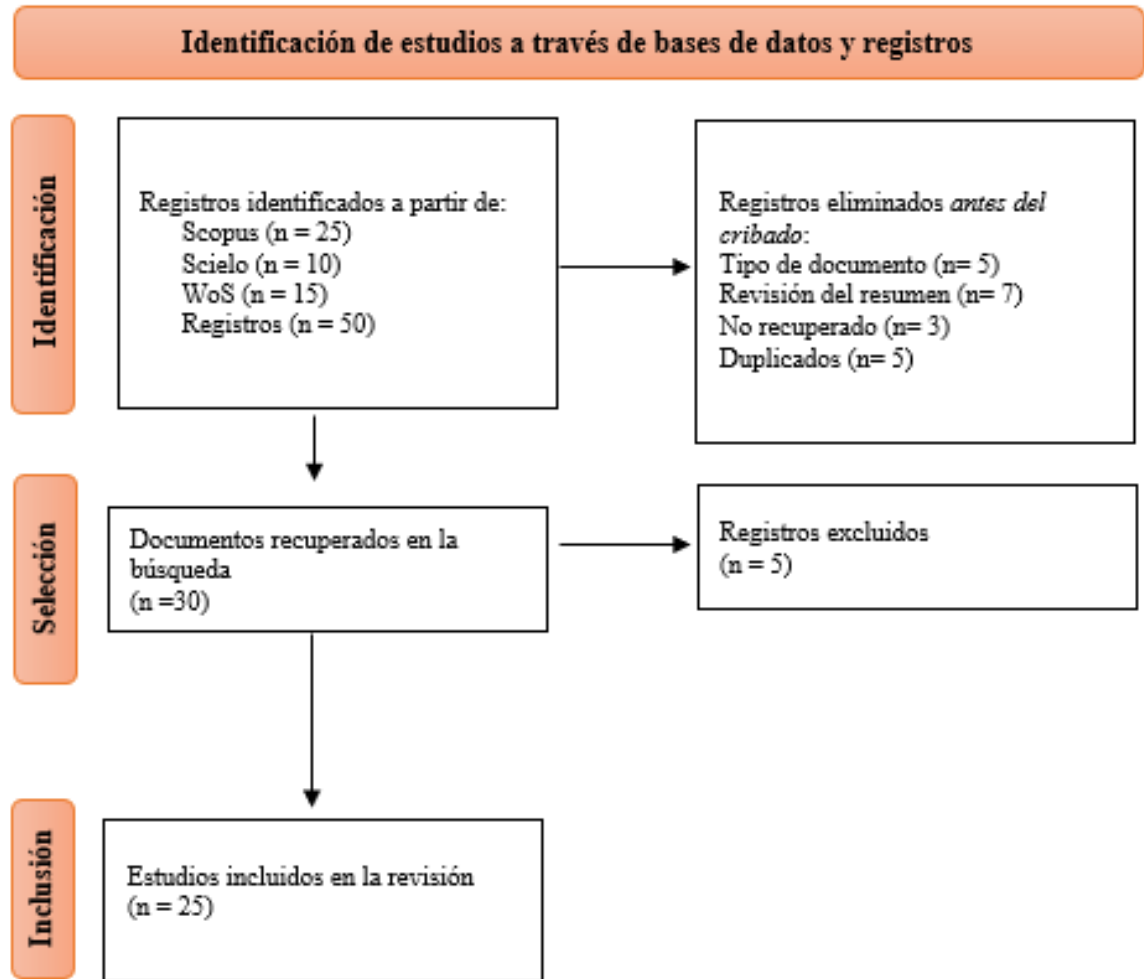 Identificación de estudios a través de bases de datos y registros
Identificación
Registros identificados a partir de:
Scopus (n = 25)
Scielo (n = 10)
WoS (n = 15)
Registros (n = 50)
Registros eliminados antes del
cribado:
Tipo de documento (n= 5)
Revisión del resumen (n= 7)
No recuperado (n= 3)
Duplicados (n= 5)
Selección
Documentos recuperados en la
búsqueda
(n =30)
Registros excluidos
(n = 5)
Inclusión
Estudios incluidos en la revisión
(n = 25)